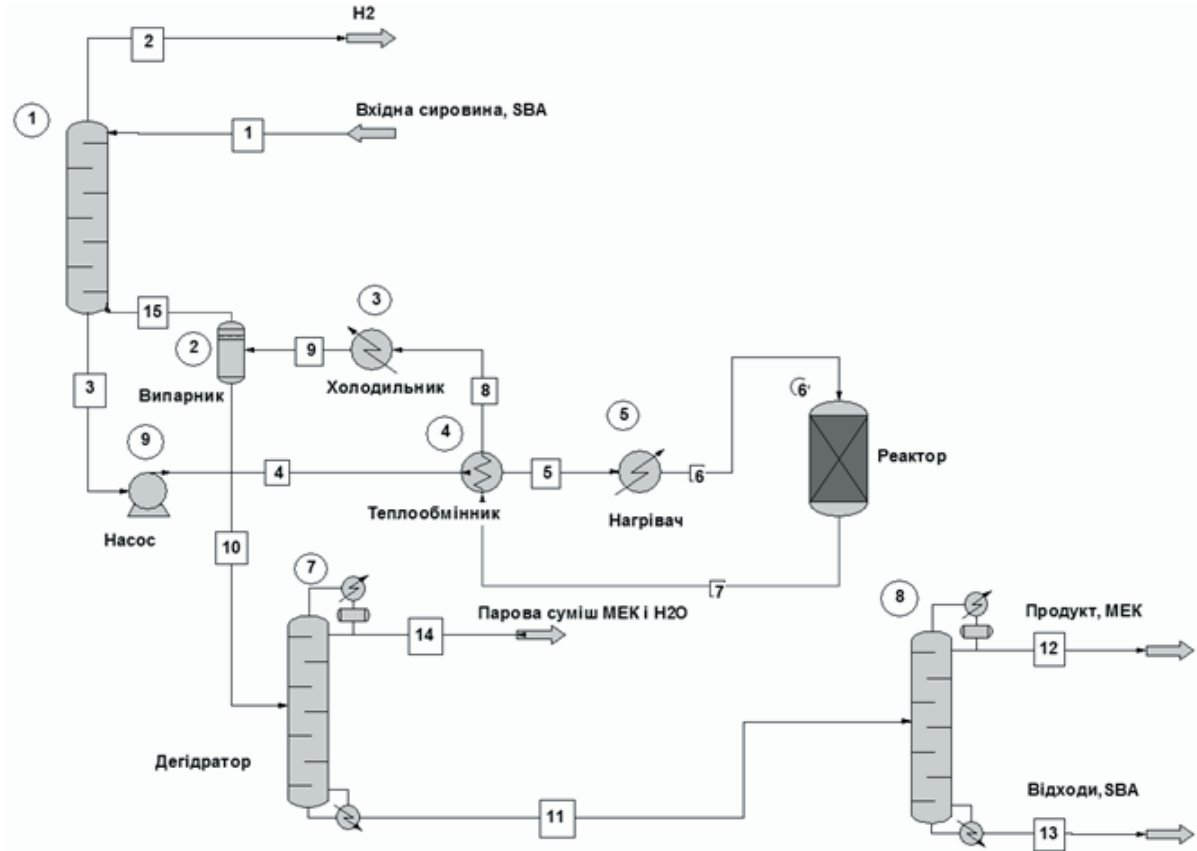 H2
2
1
Вхідна сировина, SBA
1
15
3
2
9
8
Випарник
Холодильник
3
9
4
5
6'
4
5
6
Реактор
Теплообмінник
Нагрівач
Насос
10
7
7
8
Парова суміш МЕК і H2O
14
Продукт, МЕК
12
Дегідратор
11
Відходи, SBA
13